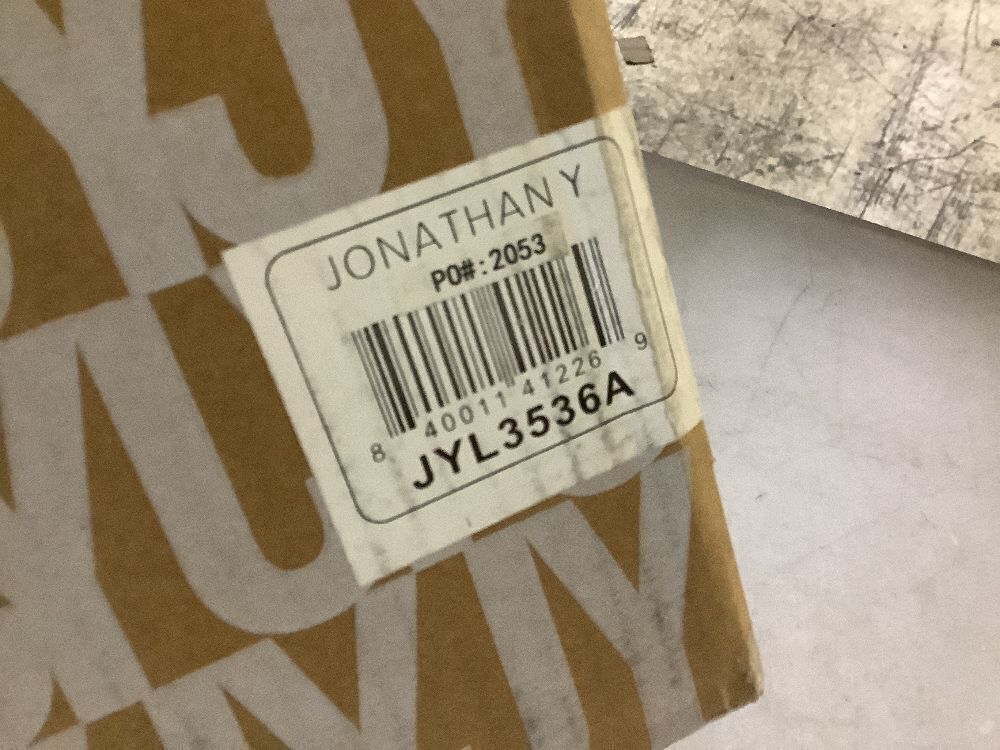 JONATHAN Y
PO#:2053
8 40011 41226 9
JYL3536A